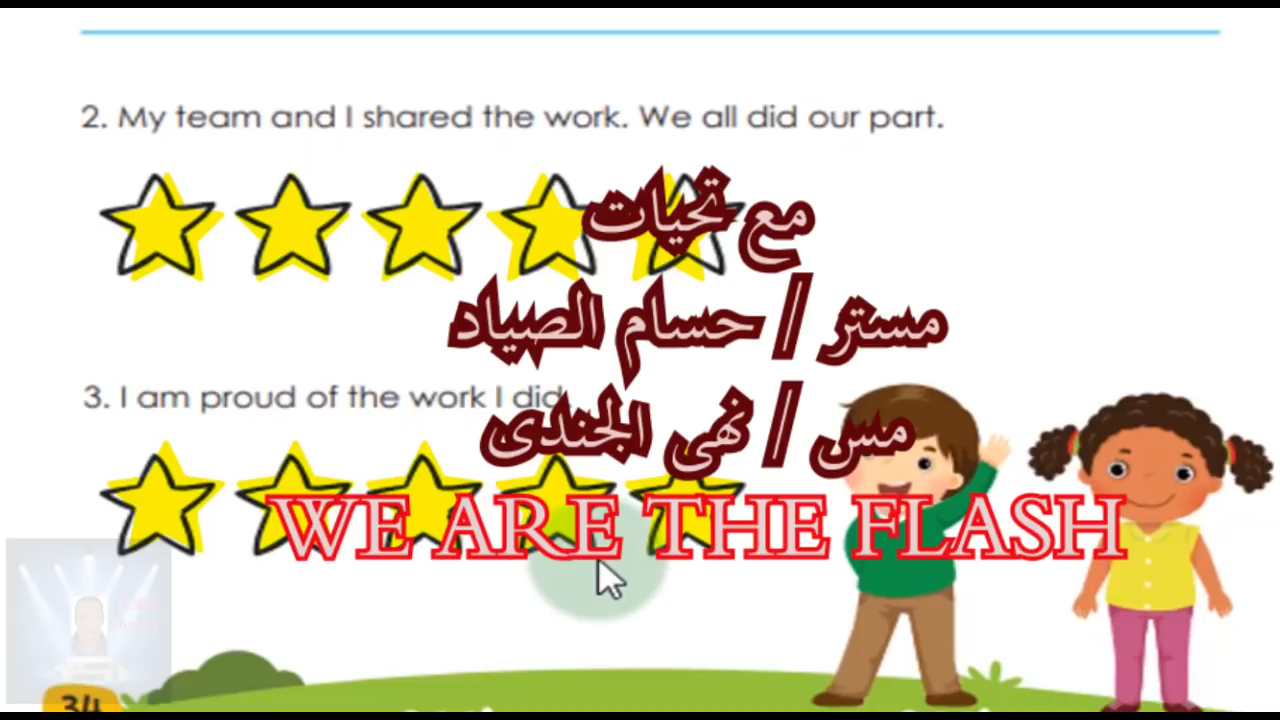 2. My team and I shared the work. We all did our part.
مع تحيات
مستر / حسام الصياد
3. I am proud of the work I did
مس / نهى الجندى
WE ARE THE FLASH
34